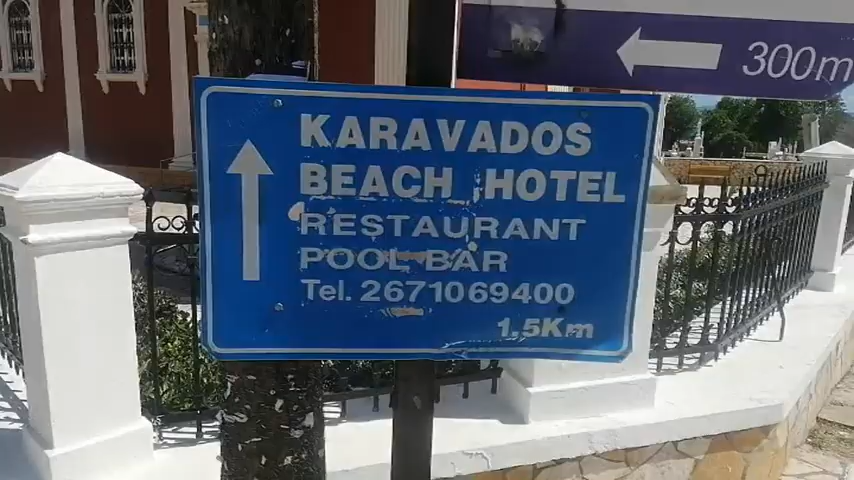 300m
KARAVADOS
BEACH HOTEL
RESTAURANT
POOL BAR
Tel. 2671069400
1.5Km